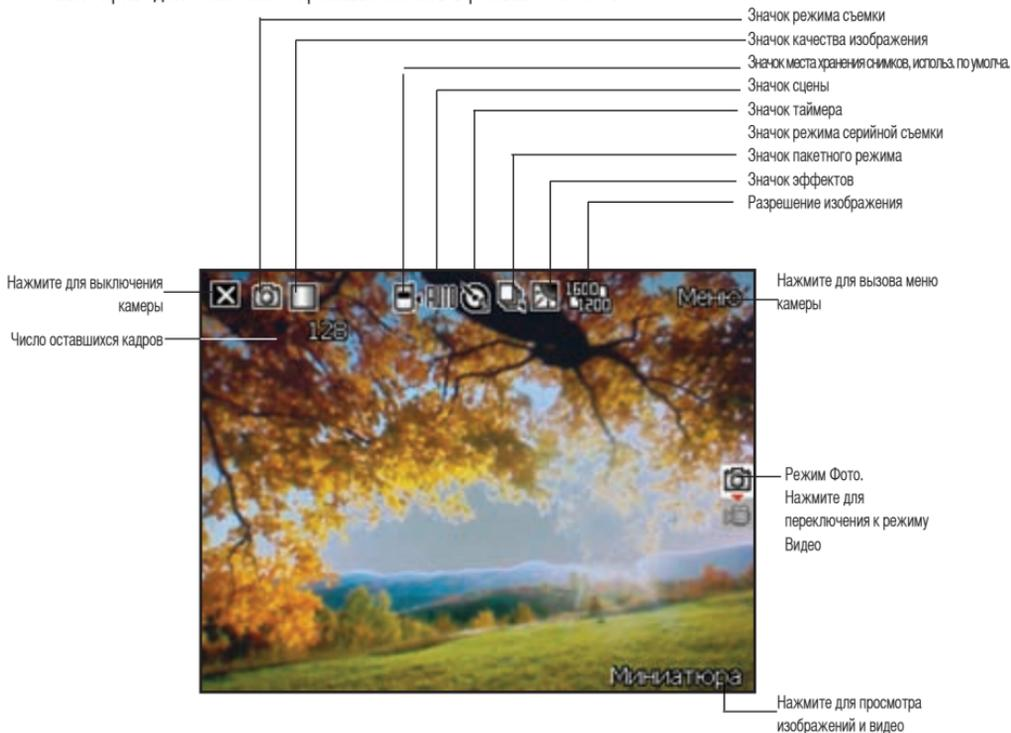 Значок режима съемки
Значок качества изображения
Значок места хранения снимков, использ. по умолча.
Значок сцены
Значок таймера
Значок режима серийной съемки
Значок пакетного режима
Значок эффектов
Разрешение изображения
Нажмите для выключения
камеры
Число оставшихся кадров
1600
1200
Меню
128
Нажмите для вызова меню
камеры
Режим Фото.
Нажмите для
переключения к режиму
Видео
Миниатюра
Нажмите для просмотра
изображений и видео